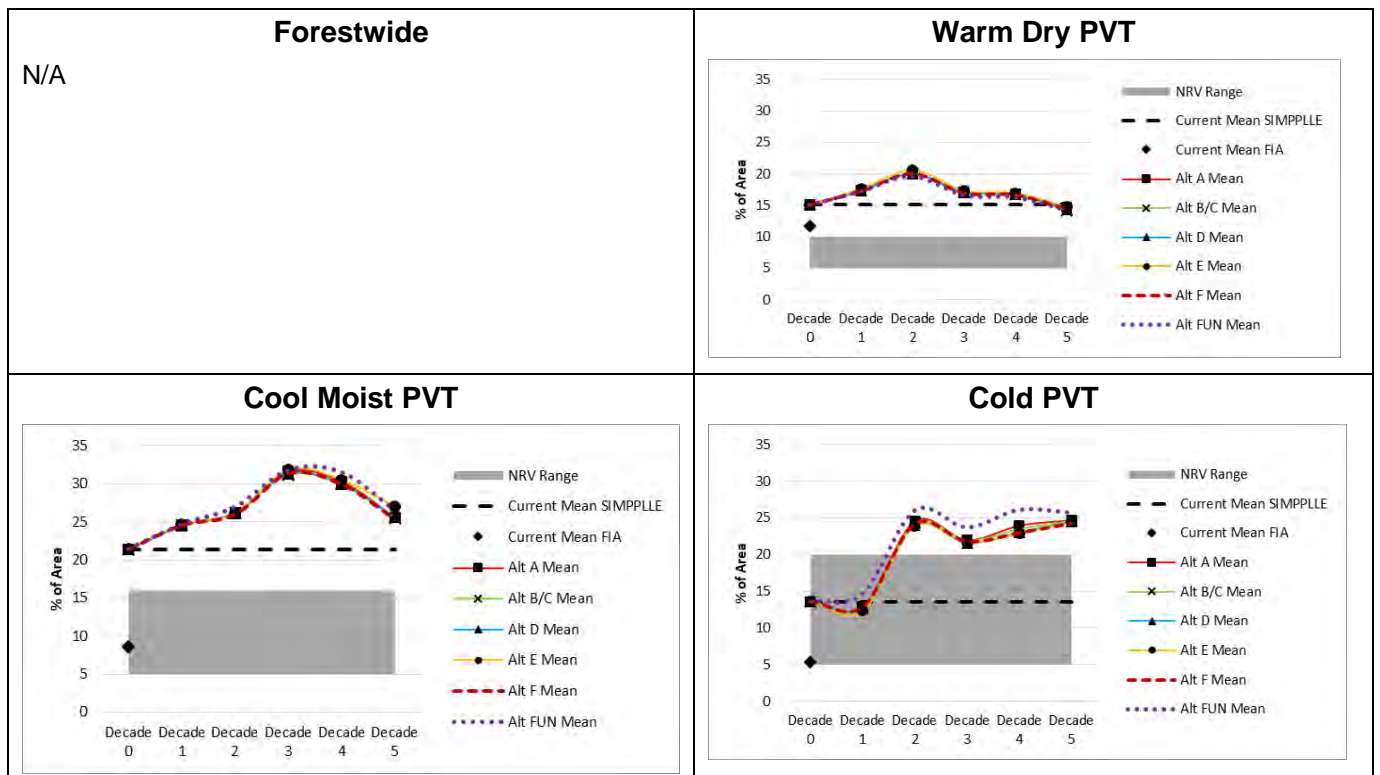 Forestwide
N/A
Warm Dry PVT
% of Area
35
30
25
20
15
10
5
0
Decade 0
Decade 1
Decade 2
Decade 3
Decade 4
Decade 5
NRV Range
Current Mean SIMPPLLE
Current Mean FIA
Alt A Mean
Alt B/C Mean
Alt D Mean
Alt E Mean
Alt F Mean
Alt FUN Mean
Cool Moist PVT
% of Area
35
30
25
20
15
10
5
0
Decade 0
Decade 1
Decade 2
Decade 3
Decade 4
Decade 5
NRV Range
Current Mean SIMPPLLE
Current Mean FIA
Alt A Mean
Alt B/C Mean
Alt D Mean
Alt E Mean
Alt F Mean
Alt FUN Mean
Cold PVT
% of Area
35
30
25
20
15
10
5
0
Decade 0
Decade 1
Decade 2
Decade 3
Decade 4
Decade 5
NRV Range
Current Mean SIMPPLLE
Current Mean FIA
Alt A Mean
Alt B/C Mean
Alt D Mean
Alt E Mean
Alt F Mean
Alt FUN Mean